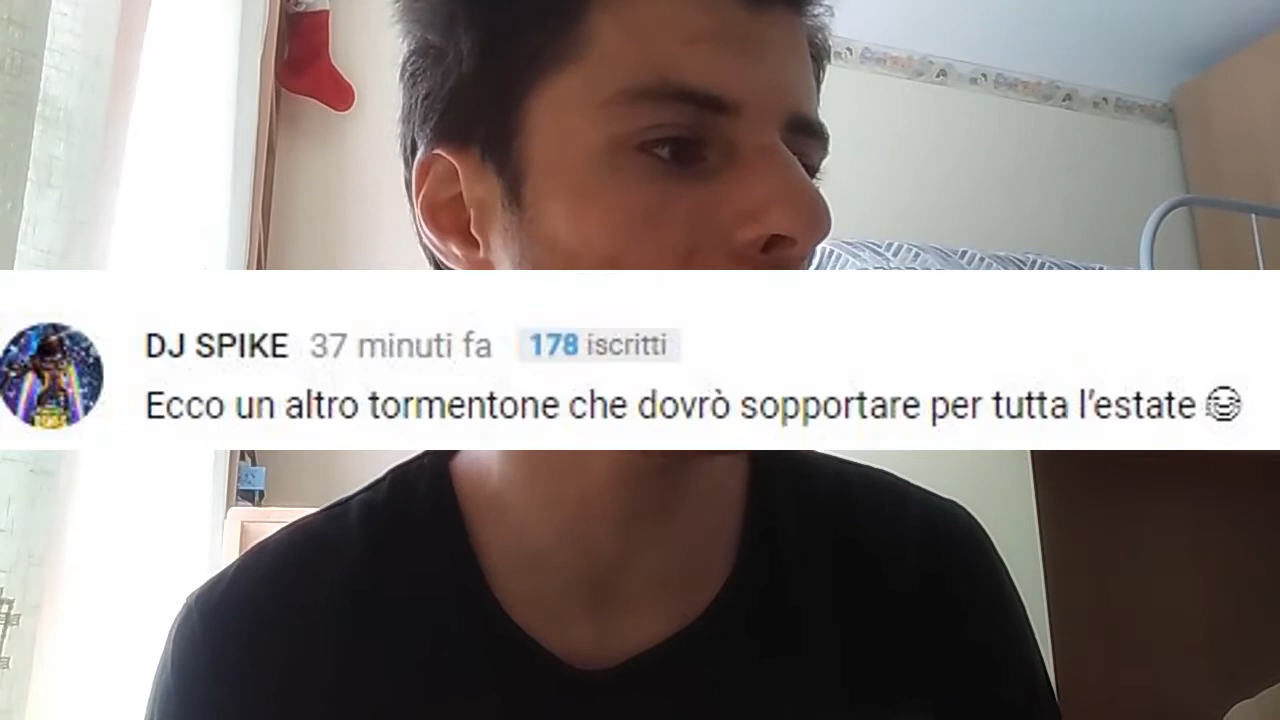 DJ SPIKE 37 minuti fa 178 iscritti
Ecco un altro tormentone che dovrò sopportare per tutta l’estate 😂